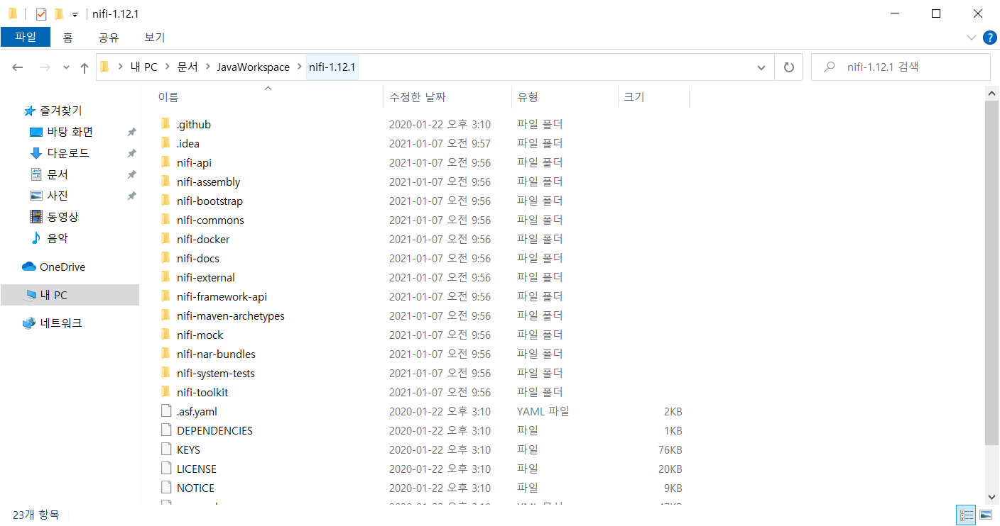 nifi-1.12.1
파일 홈 공유 보기
내 PC 문서 JavaWorkspace nifi-1.12.1
nifi-1.12.1 검색
즐겨찾기
바탕 화면
다운로드
문서
사진
동영상
음악
OneDrive
내 PC
네트워크
이름 수정한 날짜 유형 크기
.github 2020-01-22 오후 3:10 파일 폴더
.idea 2021-01-07 오전 9:57 파일 폴더
nifi-api 2021-01-07 오전 9:56 파일 폴더
nifi-assembly 2021-01-07 오전 9:56 파일 폴더
nifi-bootstrap 2021-01-07 오전 9:56 파일 폴더
nifi-commons 2021-01-07 오전 9:56 파일 폴더
nifi-docker 2021-01-07 오전 9:56 파일 폴더
nifi-docs 2021-01-07 오전 9:56 파일 폴더
nifi-external 2021-01-07 오전 9:56 파일 폴더
nifi-framework-api 2021-01-07 오전 9:56 파일 폴더
nifi-maven-archetypes 2021-01-07 오전 9:56 파일 폴더
nifi-mock 2021-01-07 오전 9:56 파일 폴더
nifi-nar-bundles 2021-01-07 오전 9:56 파일 폴더
nifi-system-tests 2021-01-07 오전 9:56 파일 폴더
nifi-toolkit 2021-01-07 오전 9:56 파일 폴더
.asf.yaml 2020-01-22 오후 3:10 YAML 파일 2KB
DEPENDENCIES 2020-01-22 오후 3:10 파일 1KB
KEYS 2020-01-22 오후 3:10 파일 76KB
LICENSE 2020-01-22 오후 3:10 파일 20KB
NOTICE 2020-01-22 오후 3:10 파일 9KB
23개 항목